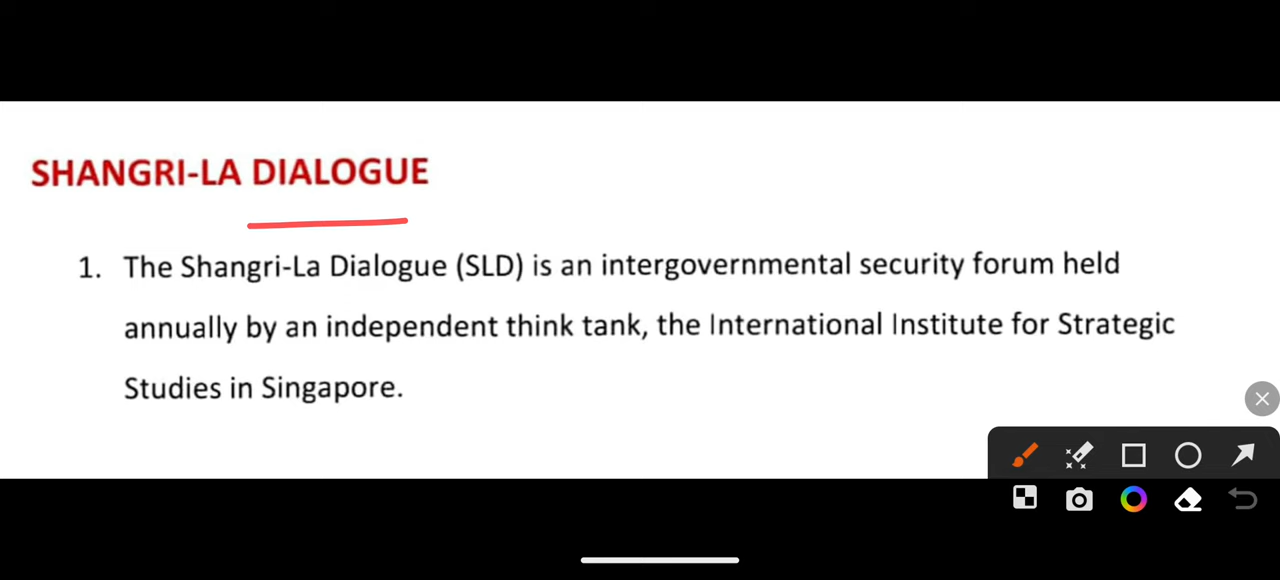 SHANGRI-LA DIALOGUE
1. The Shangri-La Dialogue (SLD) is an intergovernmental security forum held
annually by an independent think tank, the International Institute for Strategic
Studies in Singapore.